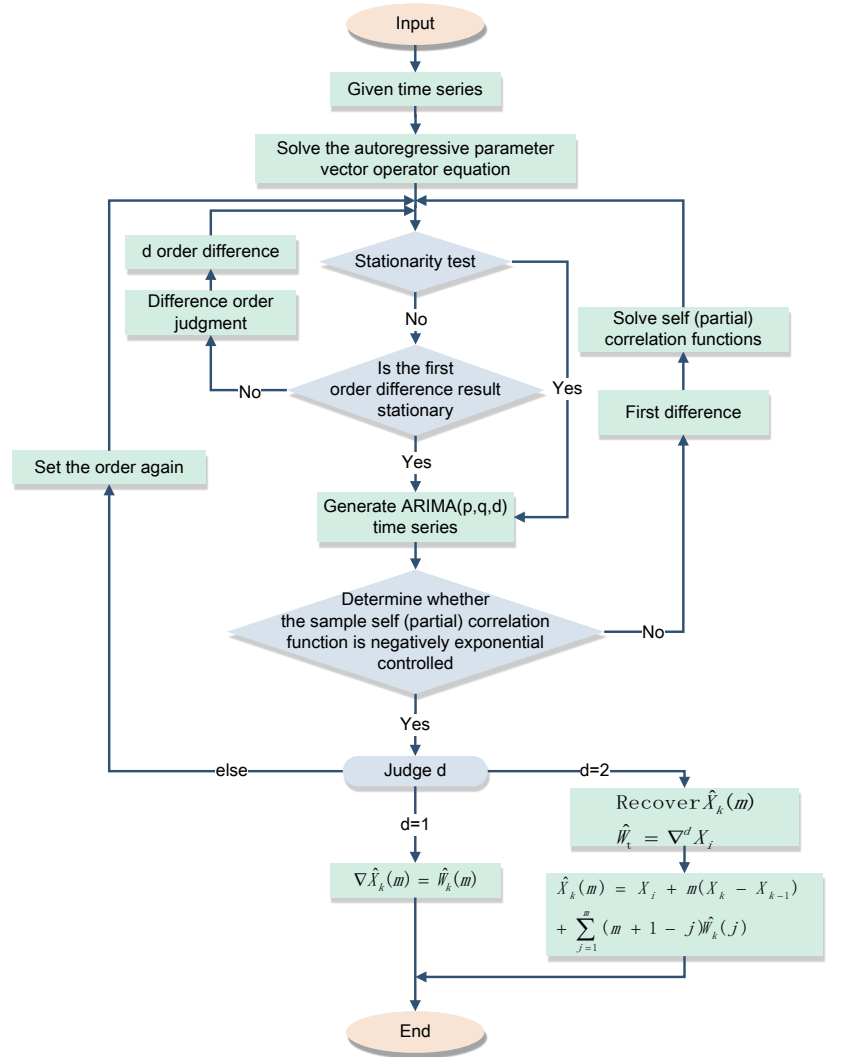 Input
Given time series
Solve the autoregressive parameter
vector operator equation
Stationarity test
d order difference
Difference order
judgment
No
Is the first
order difference result
stationary
No
Yes
Yes
Solve self (partial)
correlation functions
First difference
Set the order again
Generate ARIMA(p,q,d)
time series
Determine whether
the sample self (partial) correlation
function is negatively exponential
controlled
No
Yes
Judge d
else
d=2
d=1
Recover X̂ₖ(m)
Ŵₜ = ∇ᵈXᵢ
∇X̂ₖ(m) = Ŵₖ(m)
X̂ₖ(m) = Xᵢ + m(Xₖ − Xₖ₋₁)
+ ∑ⱼ₌₁ᵐ (m + 1 − j)Ŵₖ(j)
End